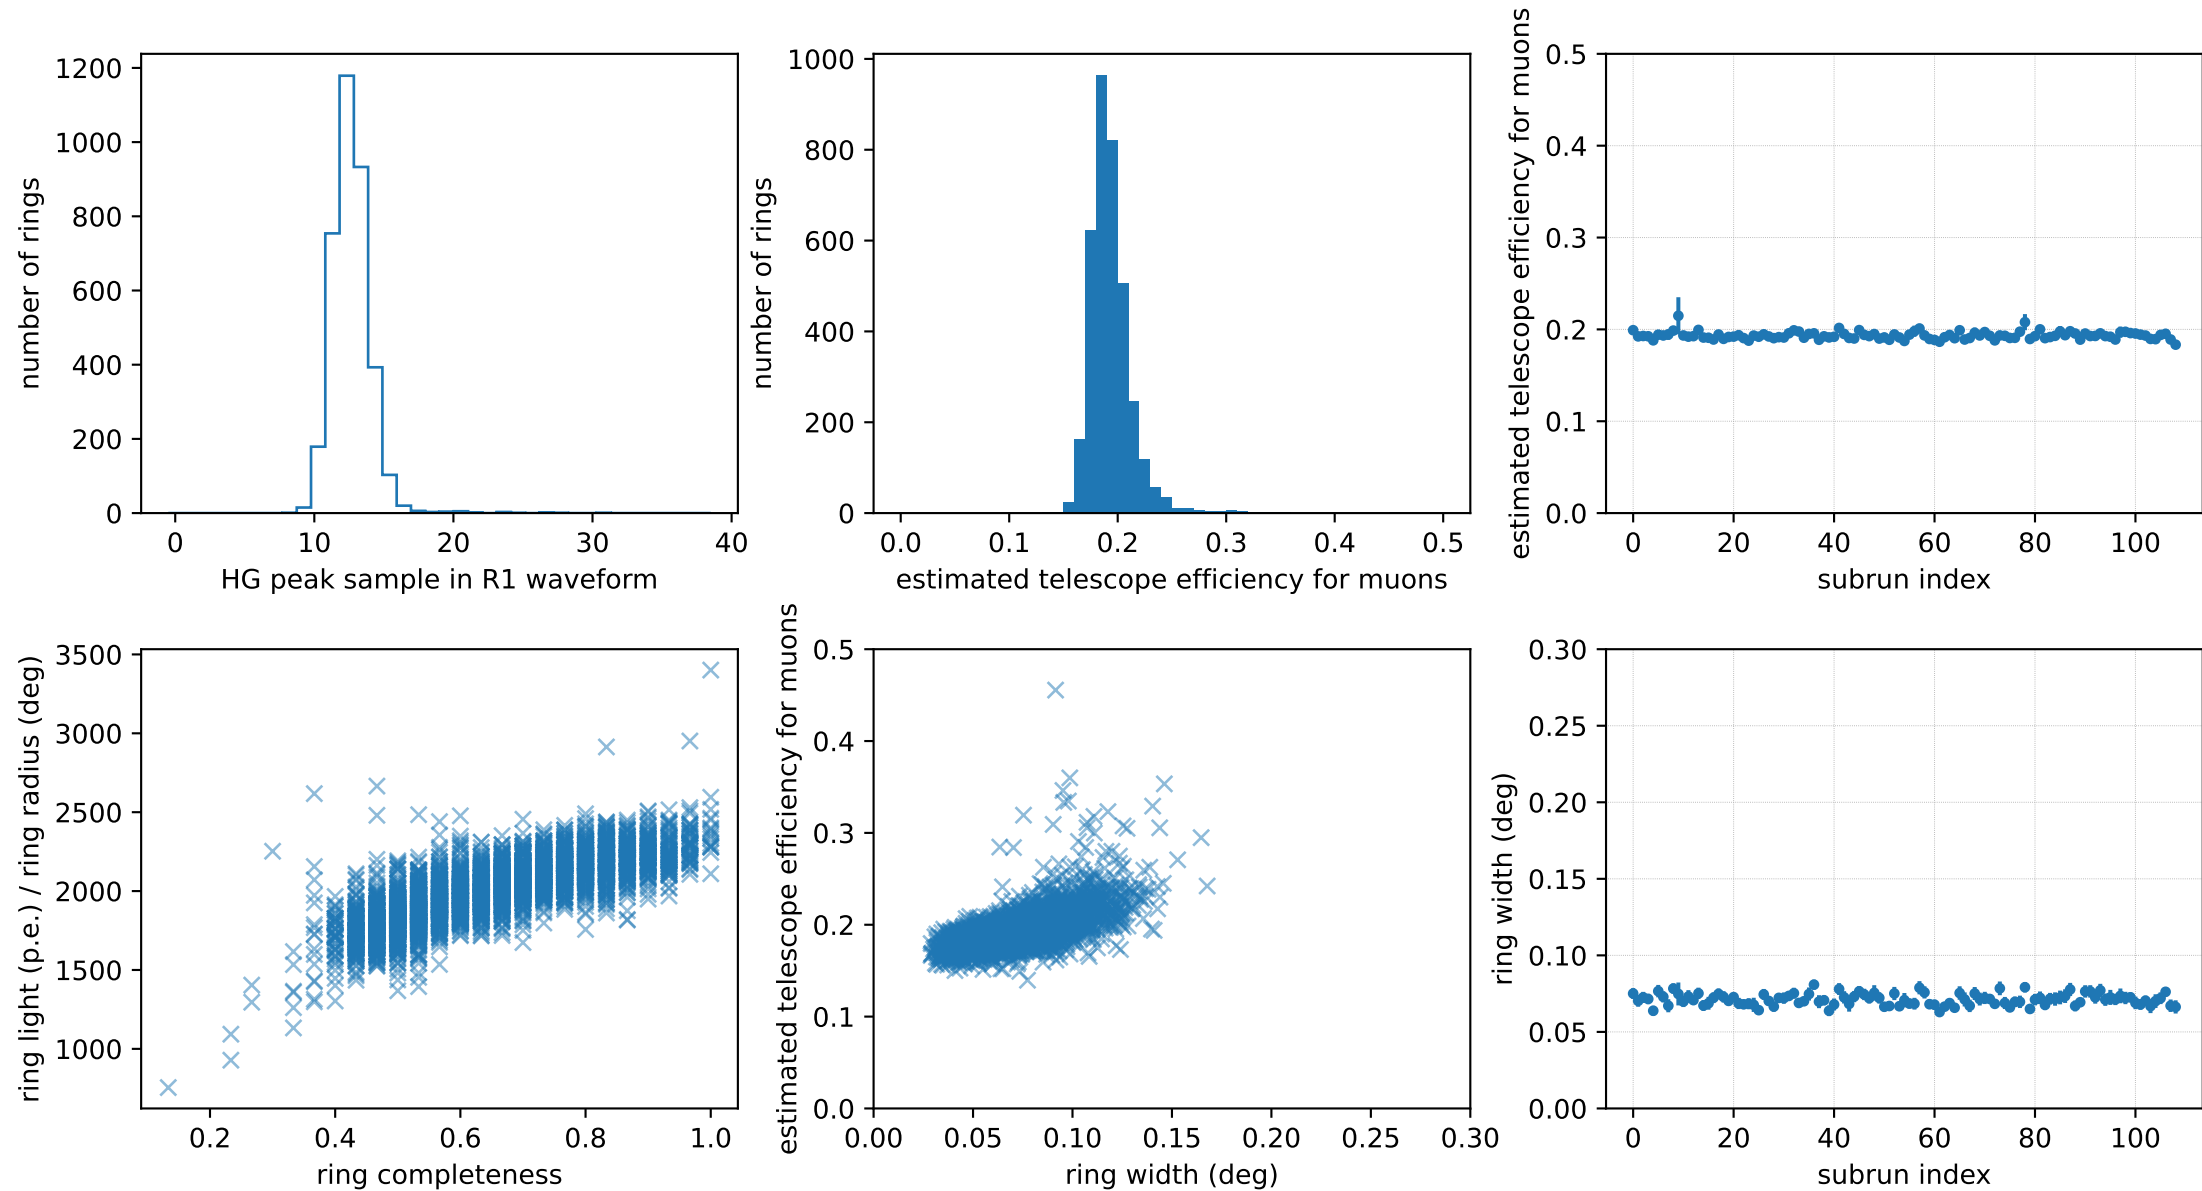 number of rings
1200
1000
800
600
400
200
0
0 10 20 30 40
HG peak sample in R1 waveform
number of rings
1000
800
600
400
200
0
0.0 0.1 0.2 0.3 0.4 0.5
estimated telescope efficiency for muons
estimated telescope efficiency for muons
0.5
0.4
0.3
0.2
0.1
0.0
0 20 40 60 80 100
subrun index
ring light (p.e.) / ring radius (deg)
3500
3000
2500
2000
1500
1000
0.2 0.4 0.6 0.8 1.0
ring completeness
estimated telescope efficiency for muons
0.5
0.4
0.3
0.2
0.1
0.0
0.00 0.05 0.10 0.15 0.20 0.25 0.30
ring width (deg)
ring width (deg)
0.30
0.25
0.20
0.15
0.10
0.05
0.00
0 20 40 60 80 100
subrun index